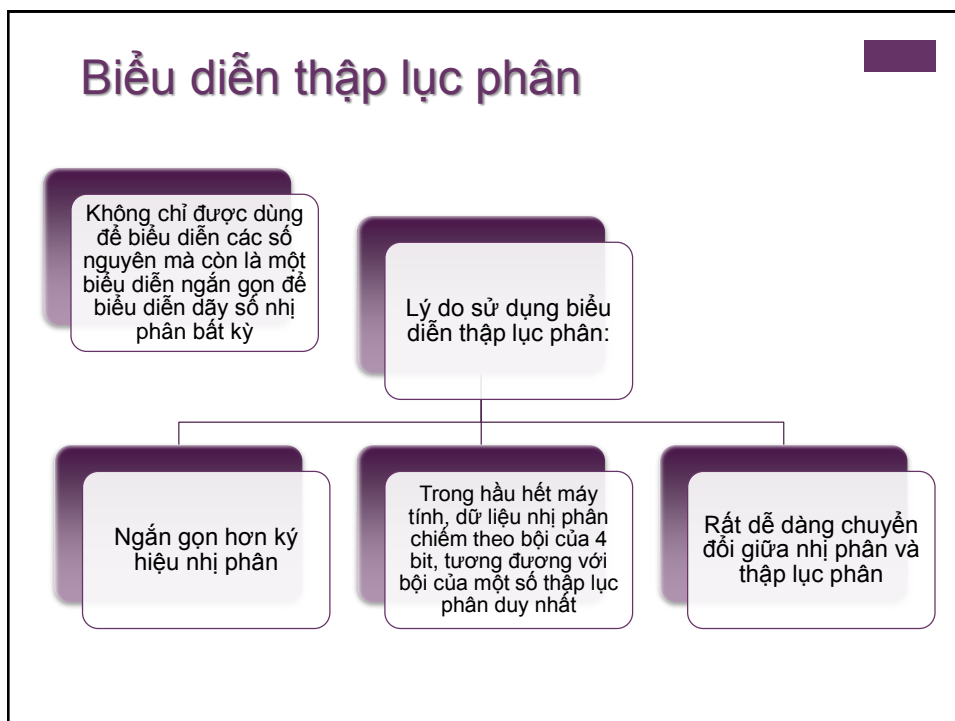 Biểu diễn thập lục phân
Không chỉ được dùng
để biểu diễn các số
nguyên mà còn là một
biểu diễn ngắn gọn để
biểu diễn dãy số nhị
phân bất kỳ
Lý do sử dụng biểu
diễn thập lục phân:
Ngắn gọn hơn ký
hiệu nhị phân
Trong hầu hết máy
tính, dữ liệu nhị phân
chiếm theo bội của 4
bit, tương đương với
bội của một số thập lục
phân duy nhất
Rất dễ dàng chuyển
đổi giữa nhị phân và
thập lục phân